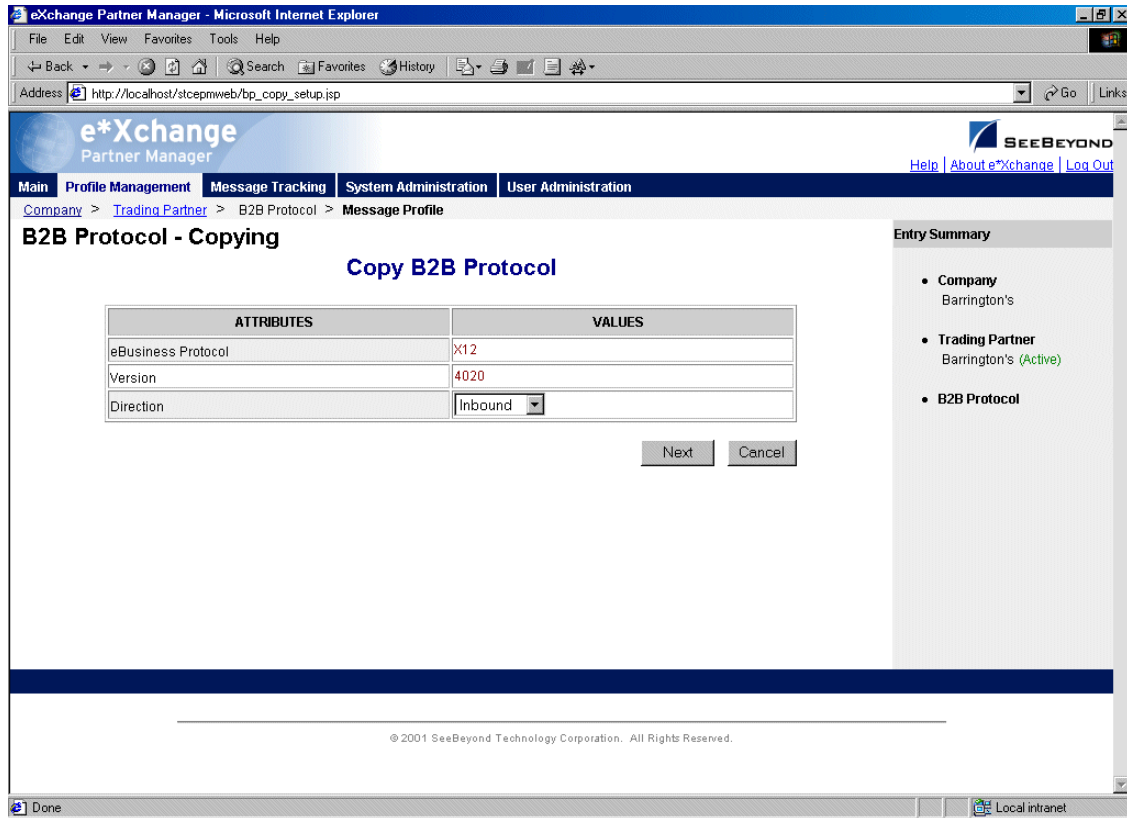 eXchange Partner Manager - Microsoft Internet Explorer
File Edit View Favorites Tools Help
Back Search Favorites History
Address http://localhost/stcepmweb/bp_copy_setup.jsp Go Links
e*Xchange
Partner Manager
SEEBEYOND
Help | About e*Xchange | Log Out
Main Profile Management Message Tracking System Administration User Administration
Company > Trading Partner > B2B Protocol > Message Profile
B2B Protocol - Copying
Copy B2B Protocol
ATTRIBUTES VALUES
eBusiness Protocol X12
Version 4020
Direction Inbound
Next Cancel
Entry Summary
• Company
Barrington's
• Trading Partner
Barrington's (Active)
• B2B Protocol
© 2001 SeeBeyond Technology Corporation. All Rights Reserved.
Done Local intranet